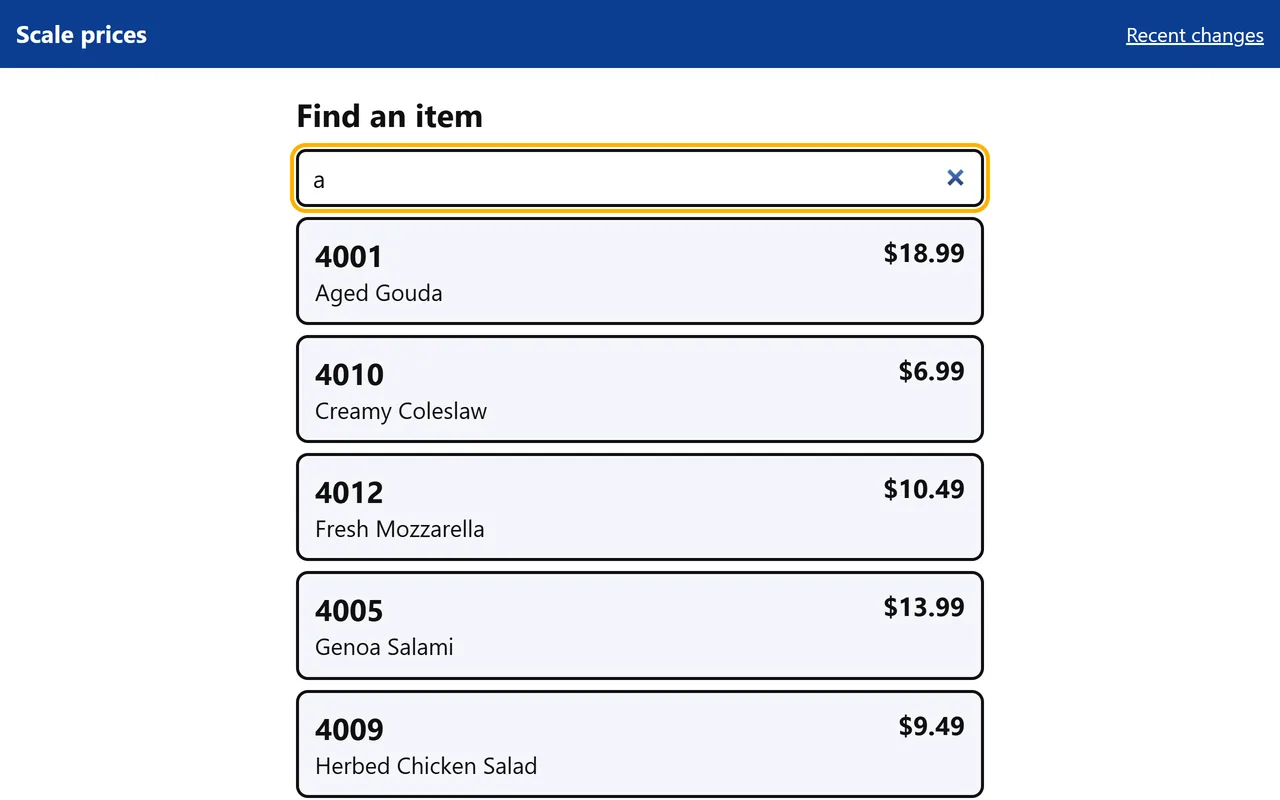 Scale prices
Recent changes
Find an item
a
4001
$18.99
Aged Gouda
4010
$6.99
Creamy Coleslaw
4012
$10.49
Fresh Mozzarella
4005
$13.99
Genoa Salami
4009
$9.49
Herbed Chicken Salad